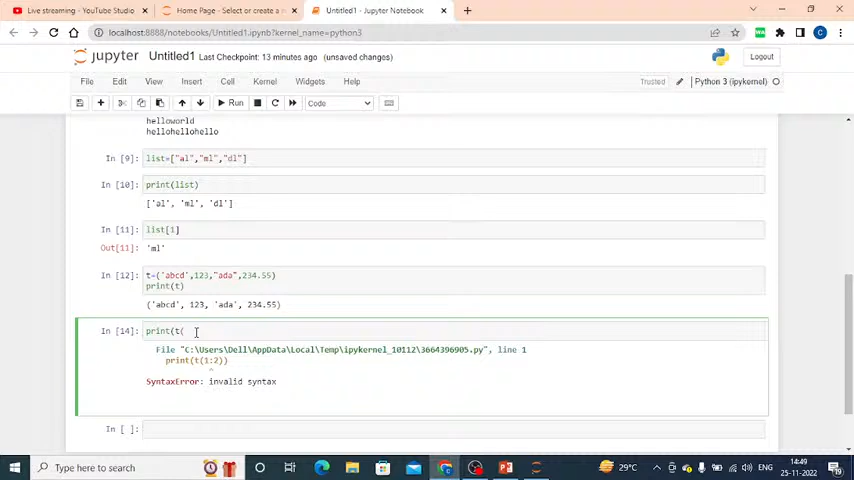 Live streaming - YouTube Studio
Home Page - Select or create a n
Untitled1 - Jupyter Notebook
localhost:8888/notebooks/Untitled1.ipynb?kernel_name=python3
jupyter Untitled1 Last Checkpoint: 13 minutes ago (unsaved changes)
Logout
File Edit View Insert Cell Kernel Widgets Help
Trusted Python 3 (ipykernel)
Run Code
helloworld
hellohellohello
In [9]: list=["al","ml","dl"]
In [10]: print(list)
['al', 'ml', 'dl']
In [11]: list[1]
Out[11]: 'ml'
In [12]: t=('abcd',123,"ada",234.55)
print(t)
('abcd', 123, 'ada', 234.55)
In [14]: print(t(
File "C:\Users\Dell\AppData\Local\Temp\ipykernel_10112\3664396905.py", line 1
print(t(1:2))
^
SyntaxError: invalid syntax
In [ ]:
Type here to search
29°C
ENG
14:49
25-11-2022